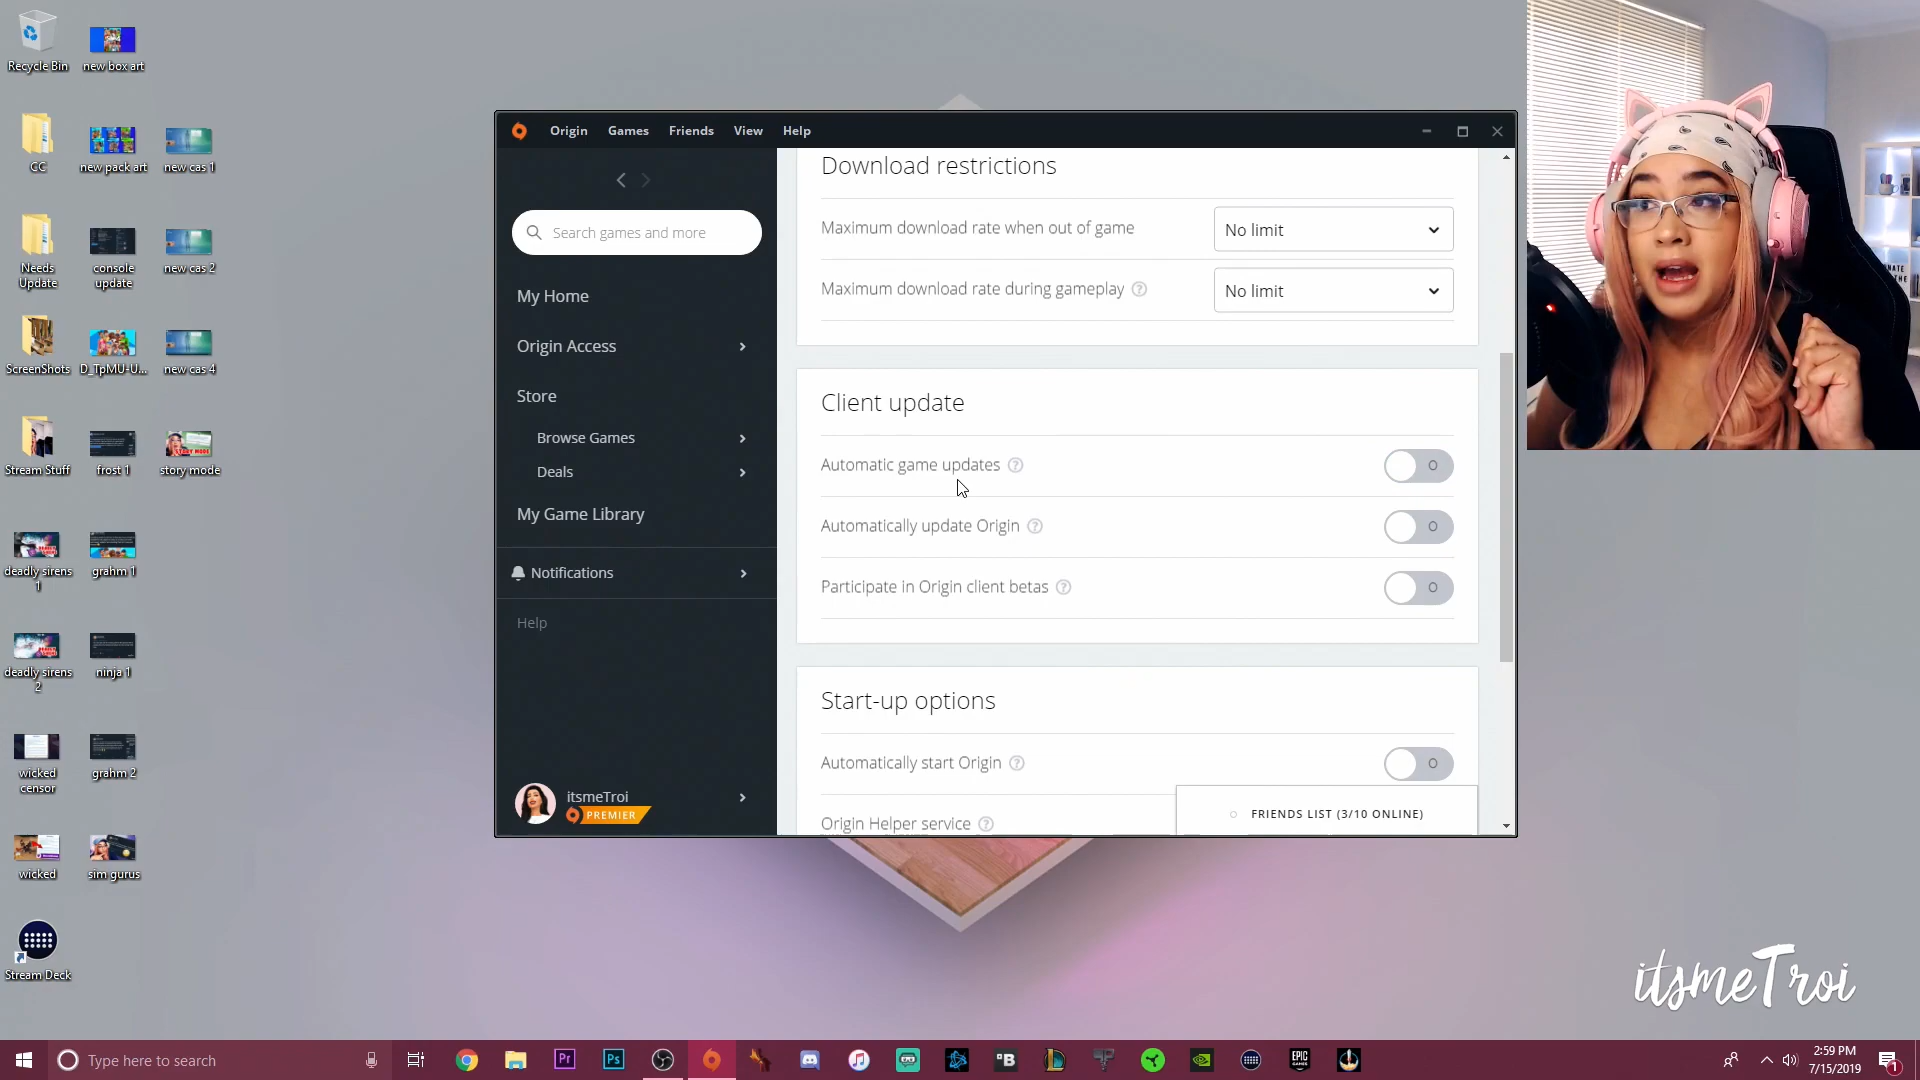 Recycle Bin
new box art
CC
new pack art
new cas 1
Needs Update
console update
new cas 2
ScreenShots
D_TpMU-U...
new cas 4
Stream Stuff
frost 1
story mode
deadly sirens 1
grahm 1
deadly sirens 2
ninja 1
wicked censor
grahm 2
wicked
sim gurus
Stream Deck
Origin Games Friends View Help
Search games and more
My Home
Origin Access
Store
Browse Games
Deals
My Game Library
Notifications
Help
itsmeTroi
PREMIER
Download restrictions
Maximum download rate when out of game No limit
Maximum download rate during gameplay No limit
Client update
Automatic game updates
Automatically update Origin
Participate in Origin client betas
Start-up options
Automatically start Origin
Origin Helper service
FRIENDS LIST (3/10 ONLINE)
itsmeTroi
Type here to search
Pr
Ps
B
EPIC GAMES
2:59 PM
7/15/2019
1